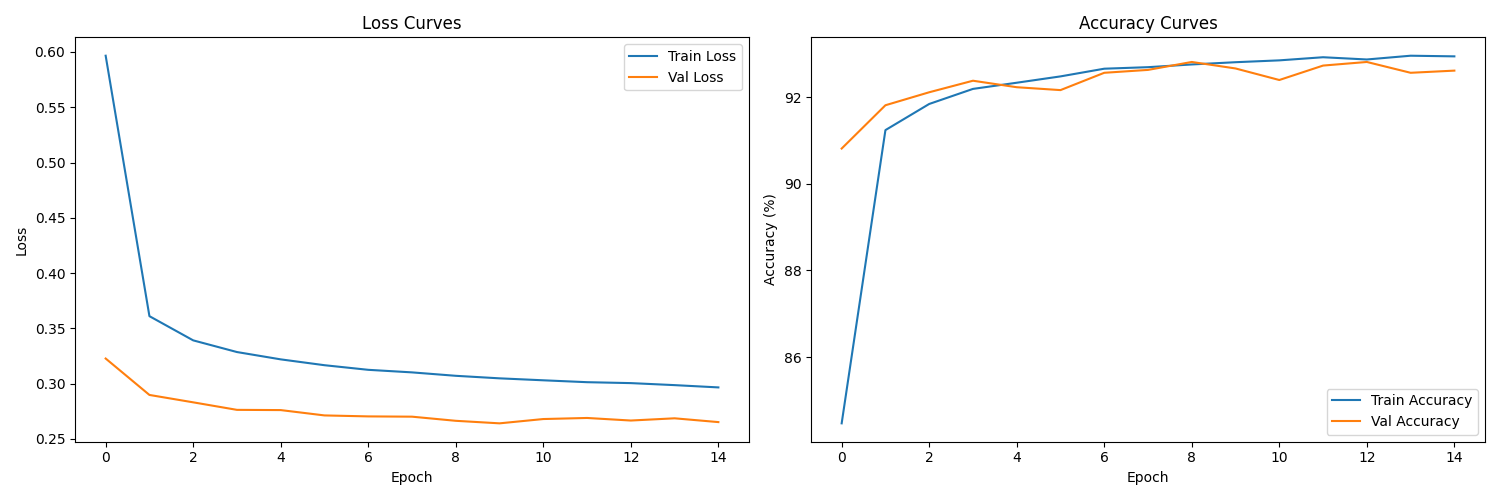 Loss Curves
0.60
0.55
0.50
0.45
0.40
0.35
0.30
0.25
Loss
Train Loss
Val Loss
0 2 4 6 8 10 12 14
Epoch
Accuracy Curves
92
90
88
86
Accuracy (%)
Train Accuracy
Val Accuracy
0 2 4 6 8 10 12 14
Epoch